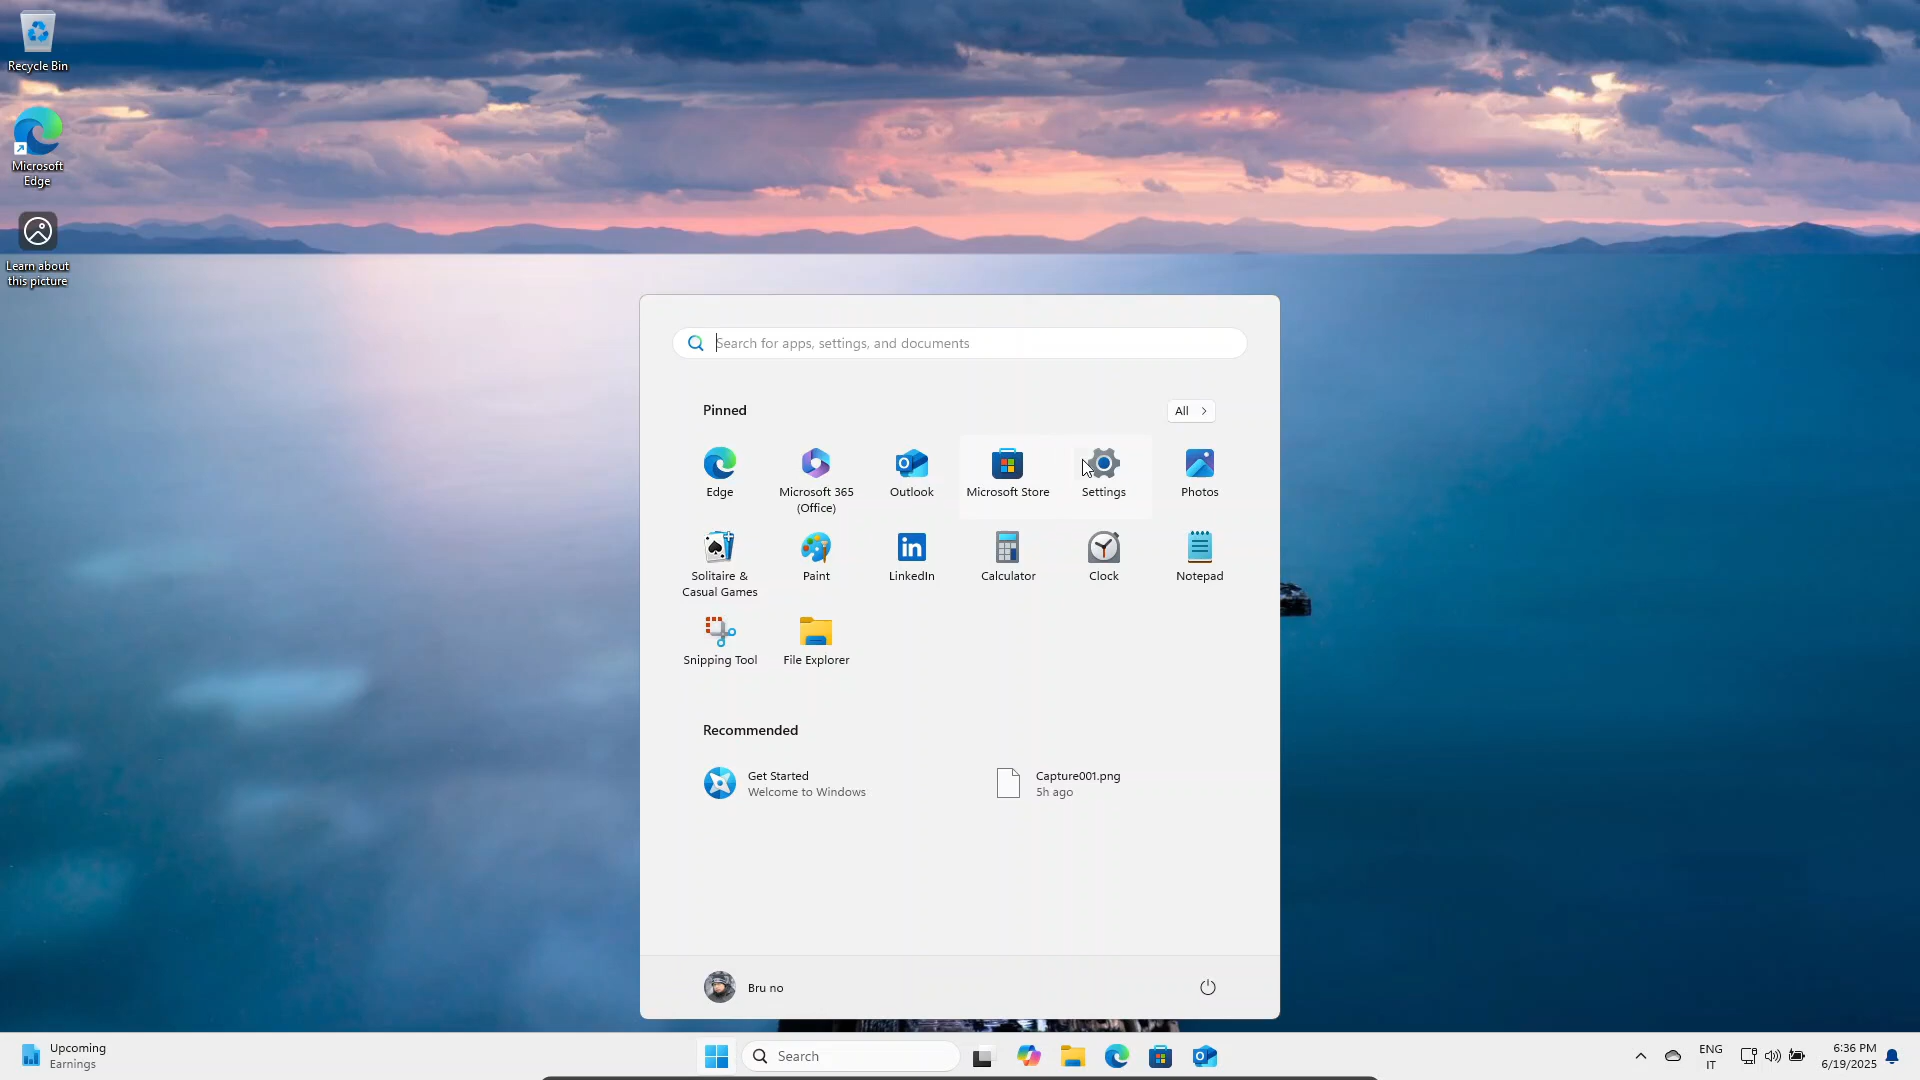 Recycle Bin
Microsoft
Edge
Learn about
this picture
Search for apps, settings, and documents
Pinned
All
Edge
Microsoft 365
(Office)
Outlook
Microsoft Store
Settings
Photos
Solitaire &
Casual Games
Paint
LinkedIn
Calculator
Clock
Notepad
Snipping Tool
File Explorer
Recommended
Get Started
Welcome to Windows
Capture001.png
5h ago
Bru no
Upcoming
Earnings
Search
ENG
IT
6:36 PM
6/19/2025